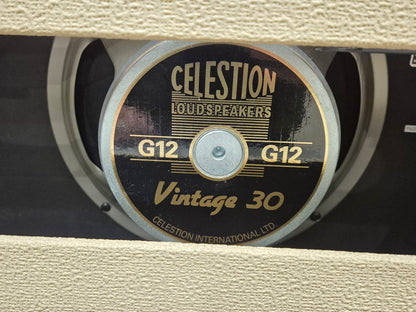 CELESTION
LOUDSPEAKERS
G12 G12
Vintage 30
CELESTION INTERNATIONAL LTD.